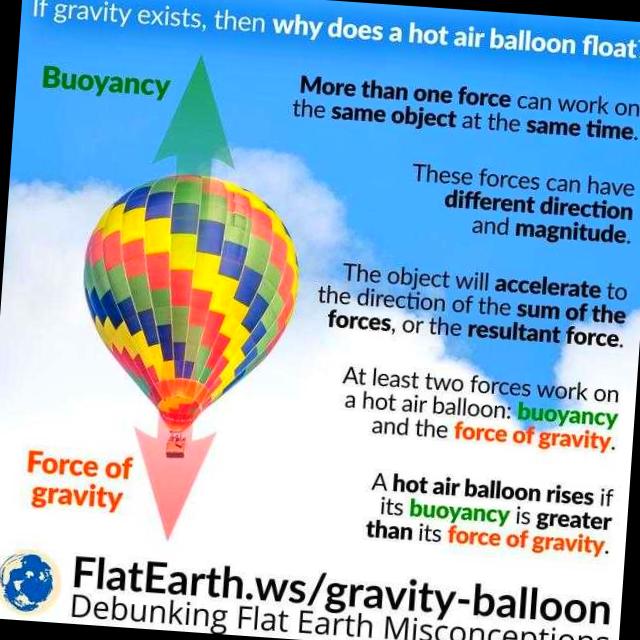 If gravity exists, then why does a hot air balloon float?
Buoyancy
More than one force can work on
the same object at the same time.
These forces can have
different direction
and magnitude.
The object will accelerate to
the direction of the sum of the
forces, or the resultant force.
At least two forces work on
a hot air balloon: buoyancy
and the force of gravity.
Force of
gravity
A hot air balloon rises if
its buoyancy is greater
than its force of gravity.
FlatEarth.ws/gravity-balloon
Debunking Flat Earth Misconceptions